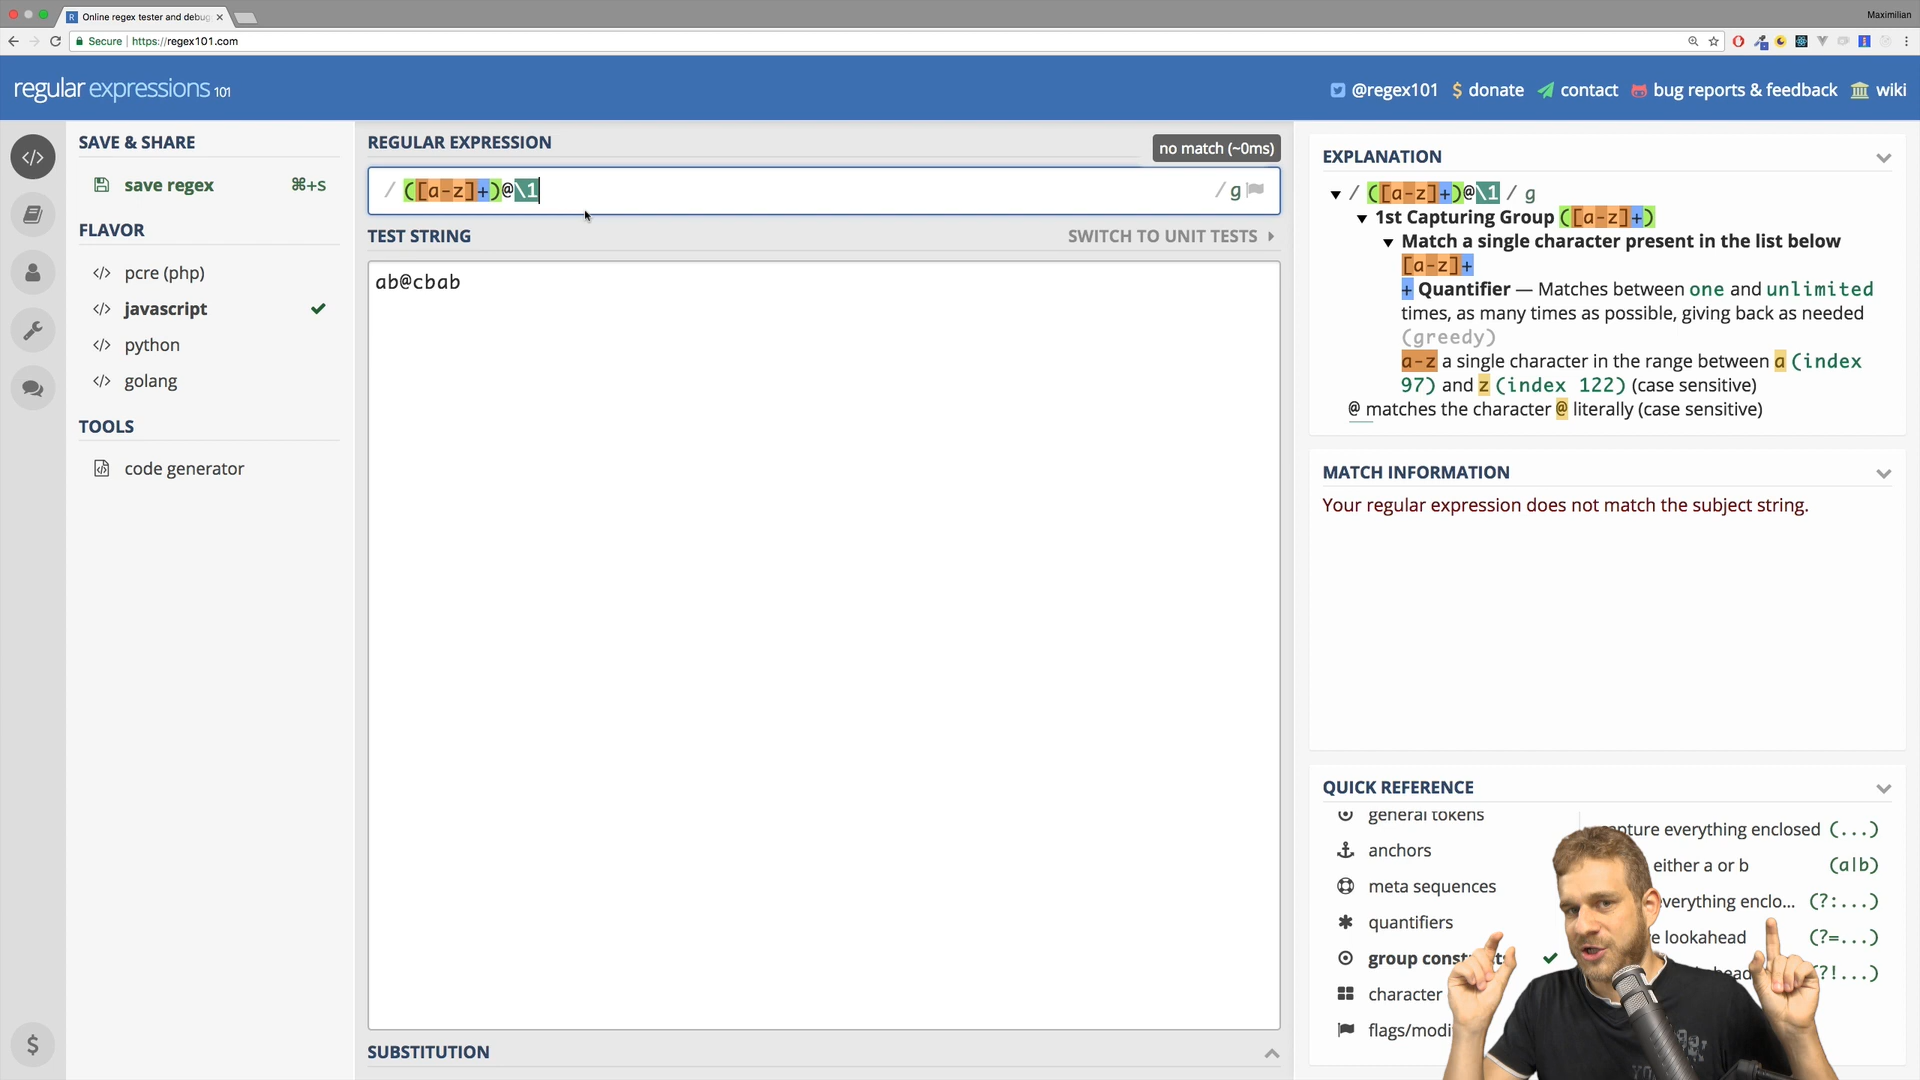 Maximilian
Online regex tester and debug
Secure https://regex101.com
regular expressions 101
@regex101 $ donate contact bug reports & feedback wiki
SAVE & SHARE
save regex ⌘+S
FLAVOR
</> pcre (php)
</> javascript
</> python
</> golang
TOOLS
code generator
$
REGULAR EXPRESSION
no match (~0ms)
/ ([a-z]+)@\1 / g
TEST STRING
SWITCH TO UNIT TESTS
ab@cbab
SUBSTITUTION
EXPLANATION
/ ([a-z]+)@\1 / g
1st Capturing Group ([a-z]+)
Match a single character present in the list below
[a-z]+
+ Quantifier — Matches between one and unlimited
times, as many times as possible, giving back as needed
(greedy)
a-z a single character in the range between a (index
97) and z (index 122) (case sensitive)
@ matches the character @ literally (case sensitive)
MATCH INFORMATION
Your regular expression does not match the subject string.
QUICK REFERENCE
general tokens
anchors
meta sequences
quantifiers
group
character
everything enclosed (...)
either a or b (a|b)
enclo... (?:...)
lookahead (?=...)
(?!...)